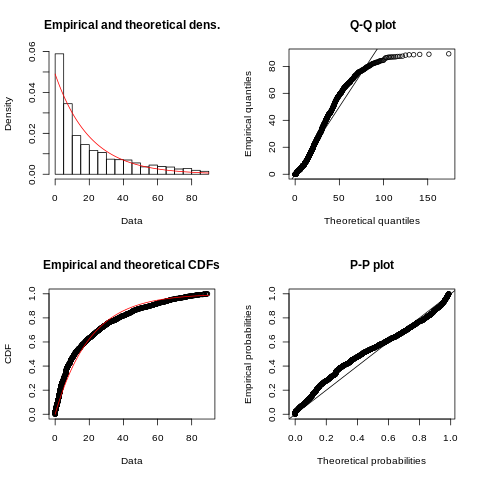 Empirical and theoretical dens.
Density
0.00
0.02
0.04
0.06
0 20 40 60 80
Data
Q-Q plot
Empirical quantiles
0
20
40
60
80
0 50 100 150
Theoretical quantiles
Empirical and theoretical CDFs
CDF
0.0
0.2
0.4
0.6
0.8
1.0
0 20 40 60 80
Data
P-P plot
Empirical probabilities
0.0
0.2
0.4
0.6
0.8
1.0
0.0 0.2 0.4 0.6 0.8 1.0
Theoretical probabilities